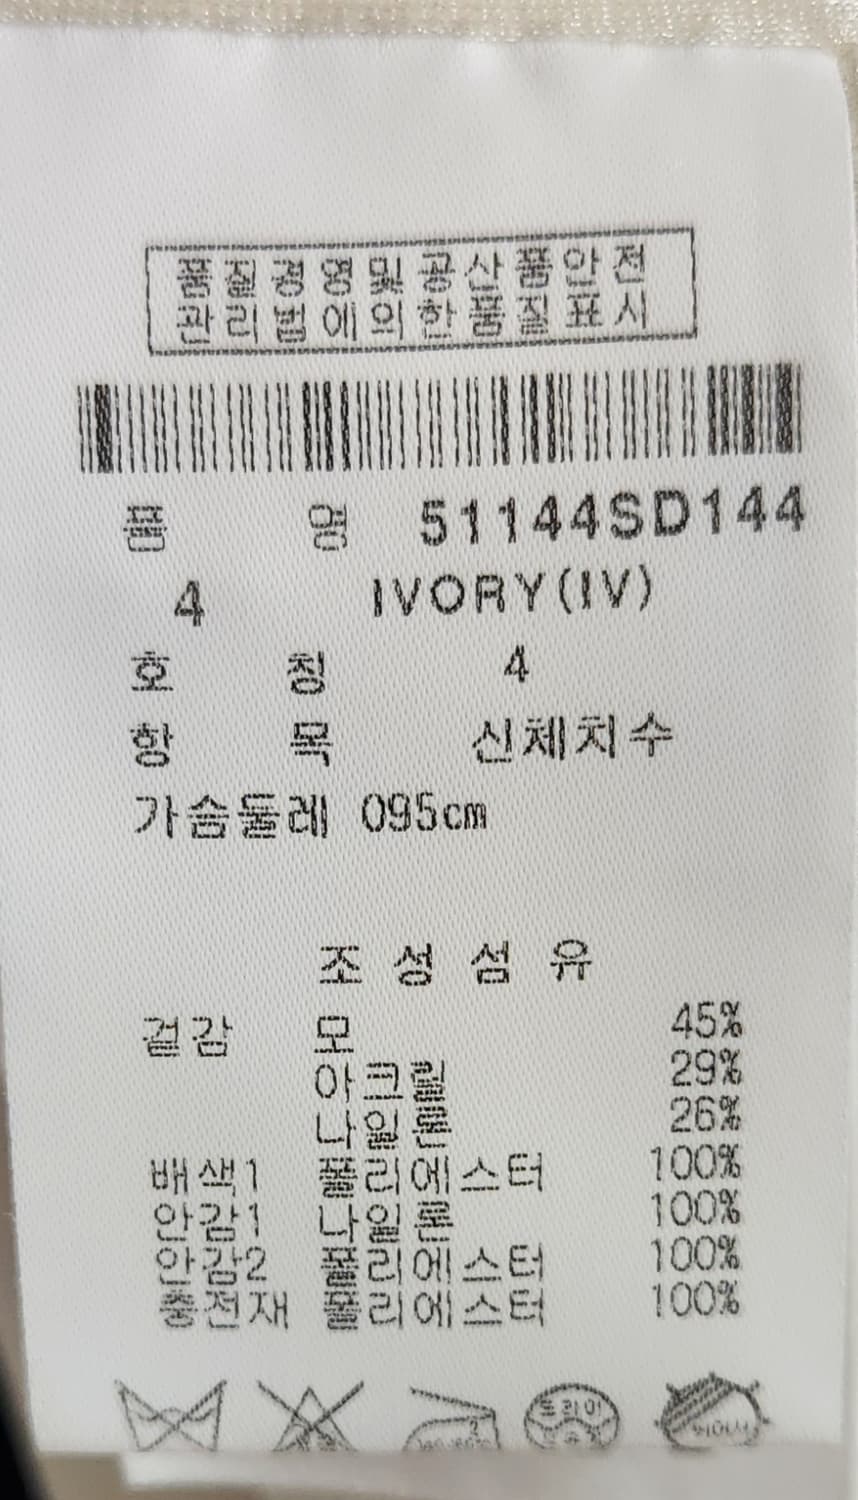 품질경영및공산품안전
관리법에의한품질표시
품 명 51144SD144
4 IVORY(IV)
호 칭 4
항 목 신체치수
가슴둘레 095cm
조성섬유
겉감 모 45%
아크릴 29%
나일론 26%
배색1 폴리에스터 100%
안감1 나일론 100%
안감2 폴리에스터 100%
충전재 폴리에스터 100%
드라이